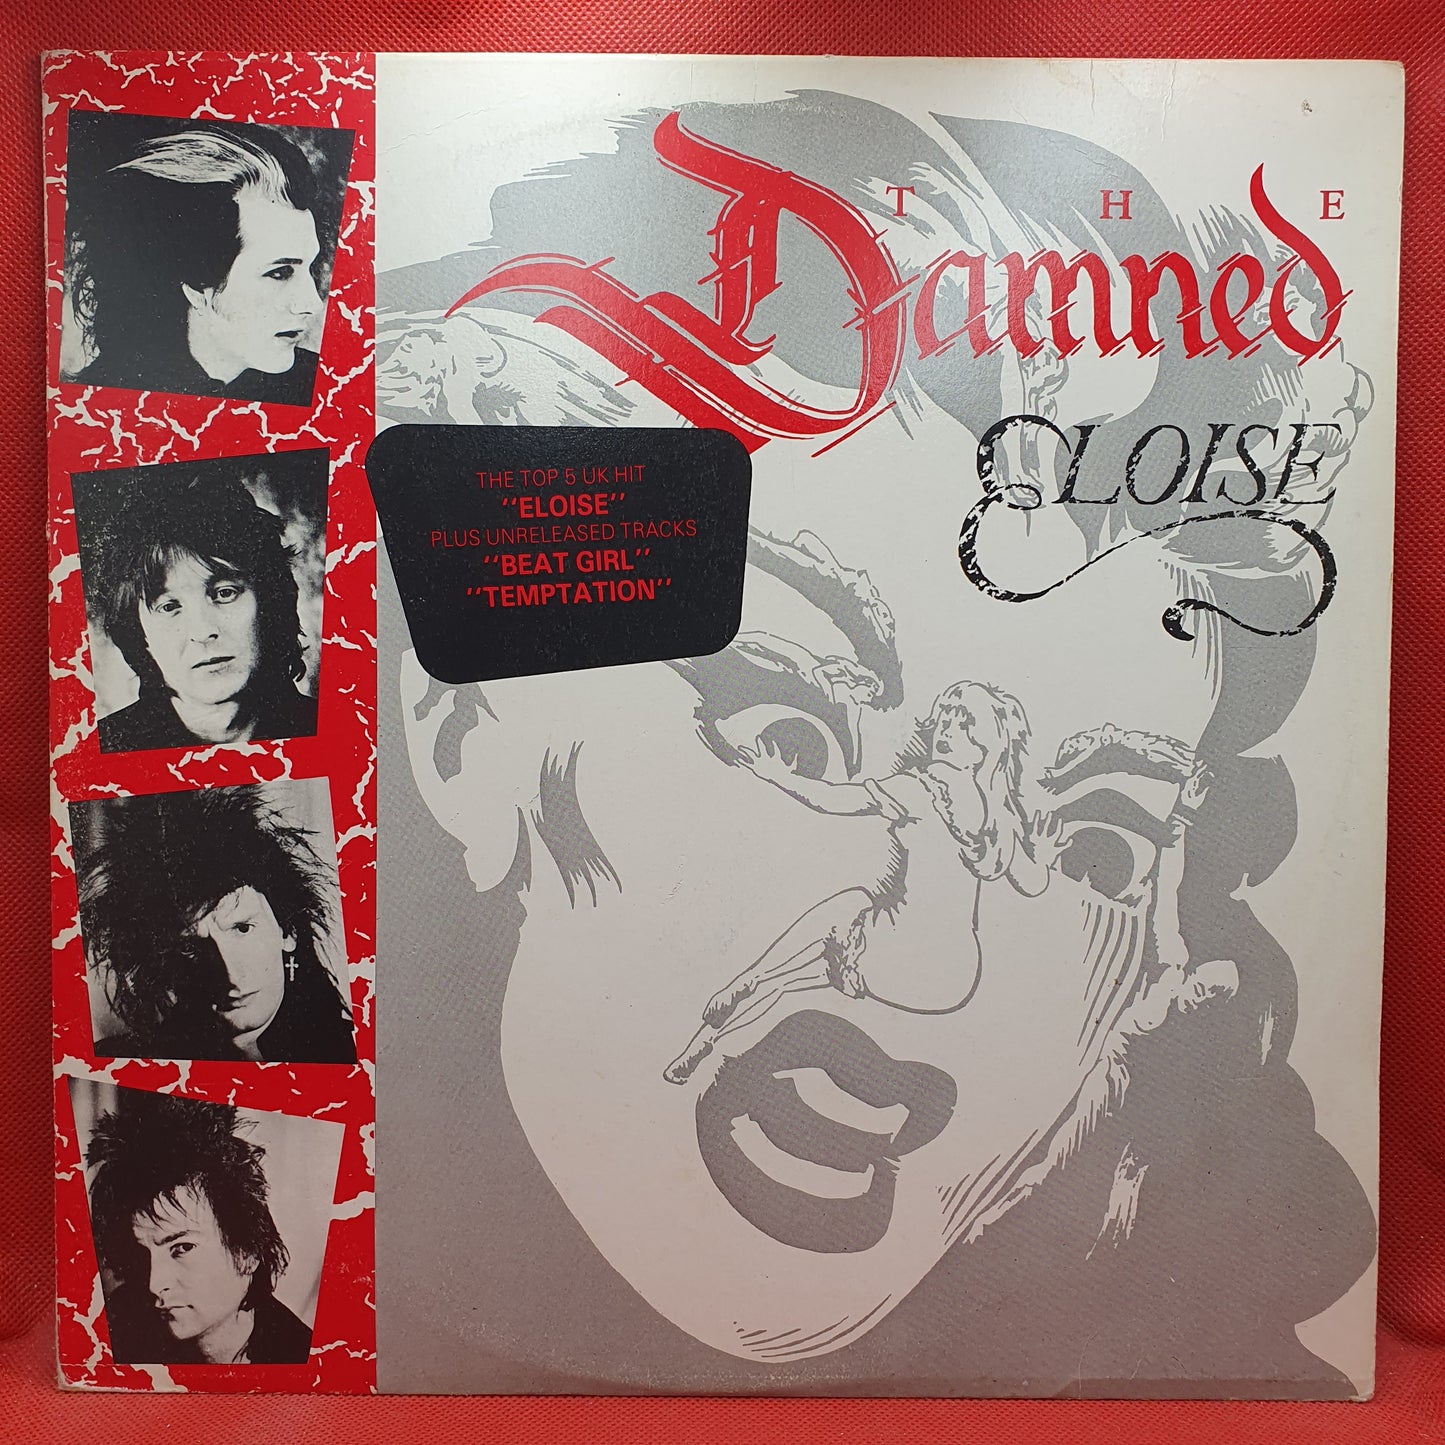 THE
Damned
ELOISE
THE TOP 5 UK HIT
"ELOISE"
PLUS UNRELEASED TRACKS
"BEAT GIRL"
"TEMPTATION"